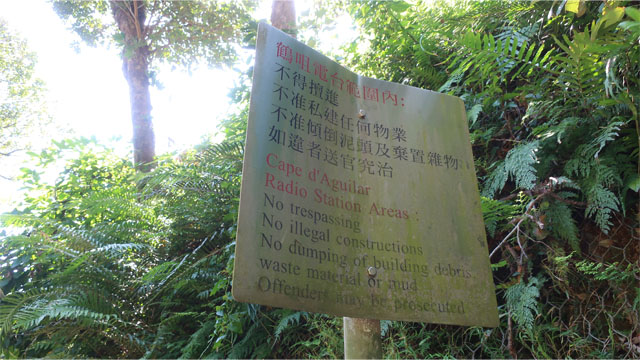 鶴咀電台範圍內:
不得擅進
不准私建任何物業
不准傾倒泥頭及棄置雜物
如違者送官究治
Cape d'Aguilar
Radio Station Areas :
No trespassing
No illegal constructions
No dumping of building debris
waste material or mud
Offenders may be prosecuted